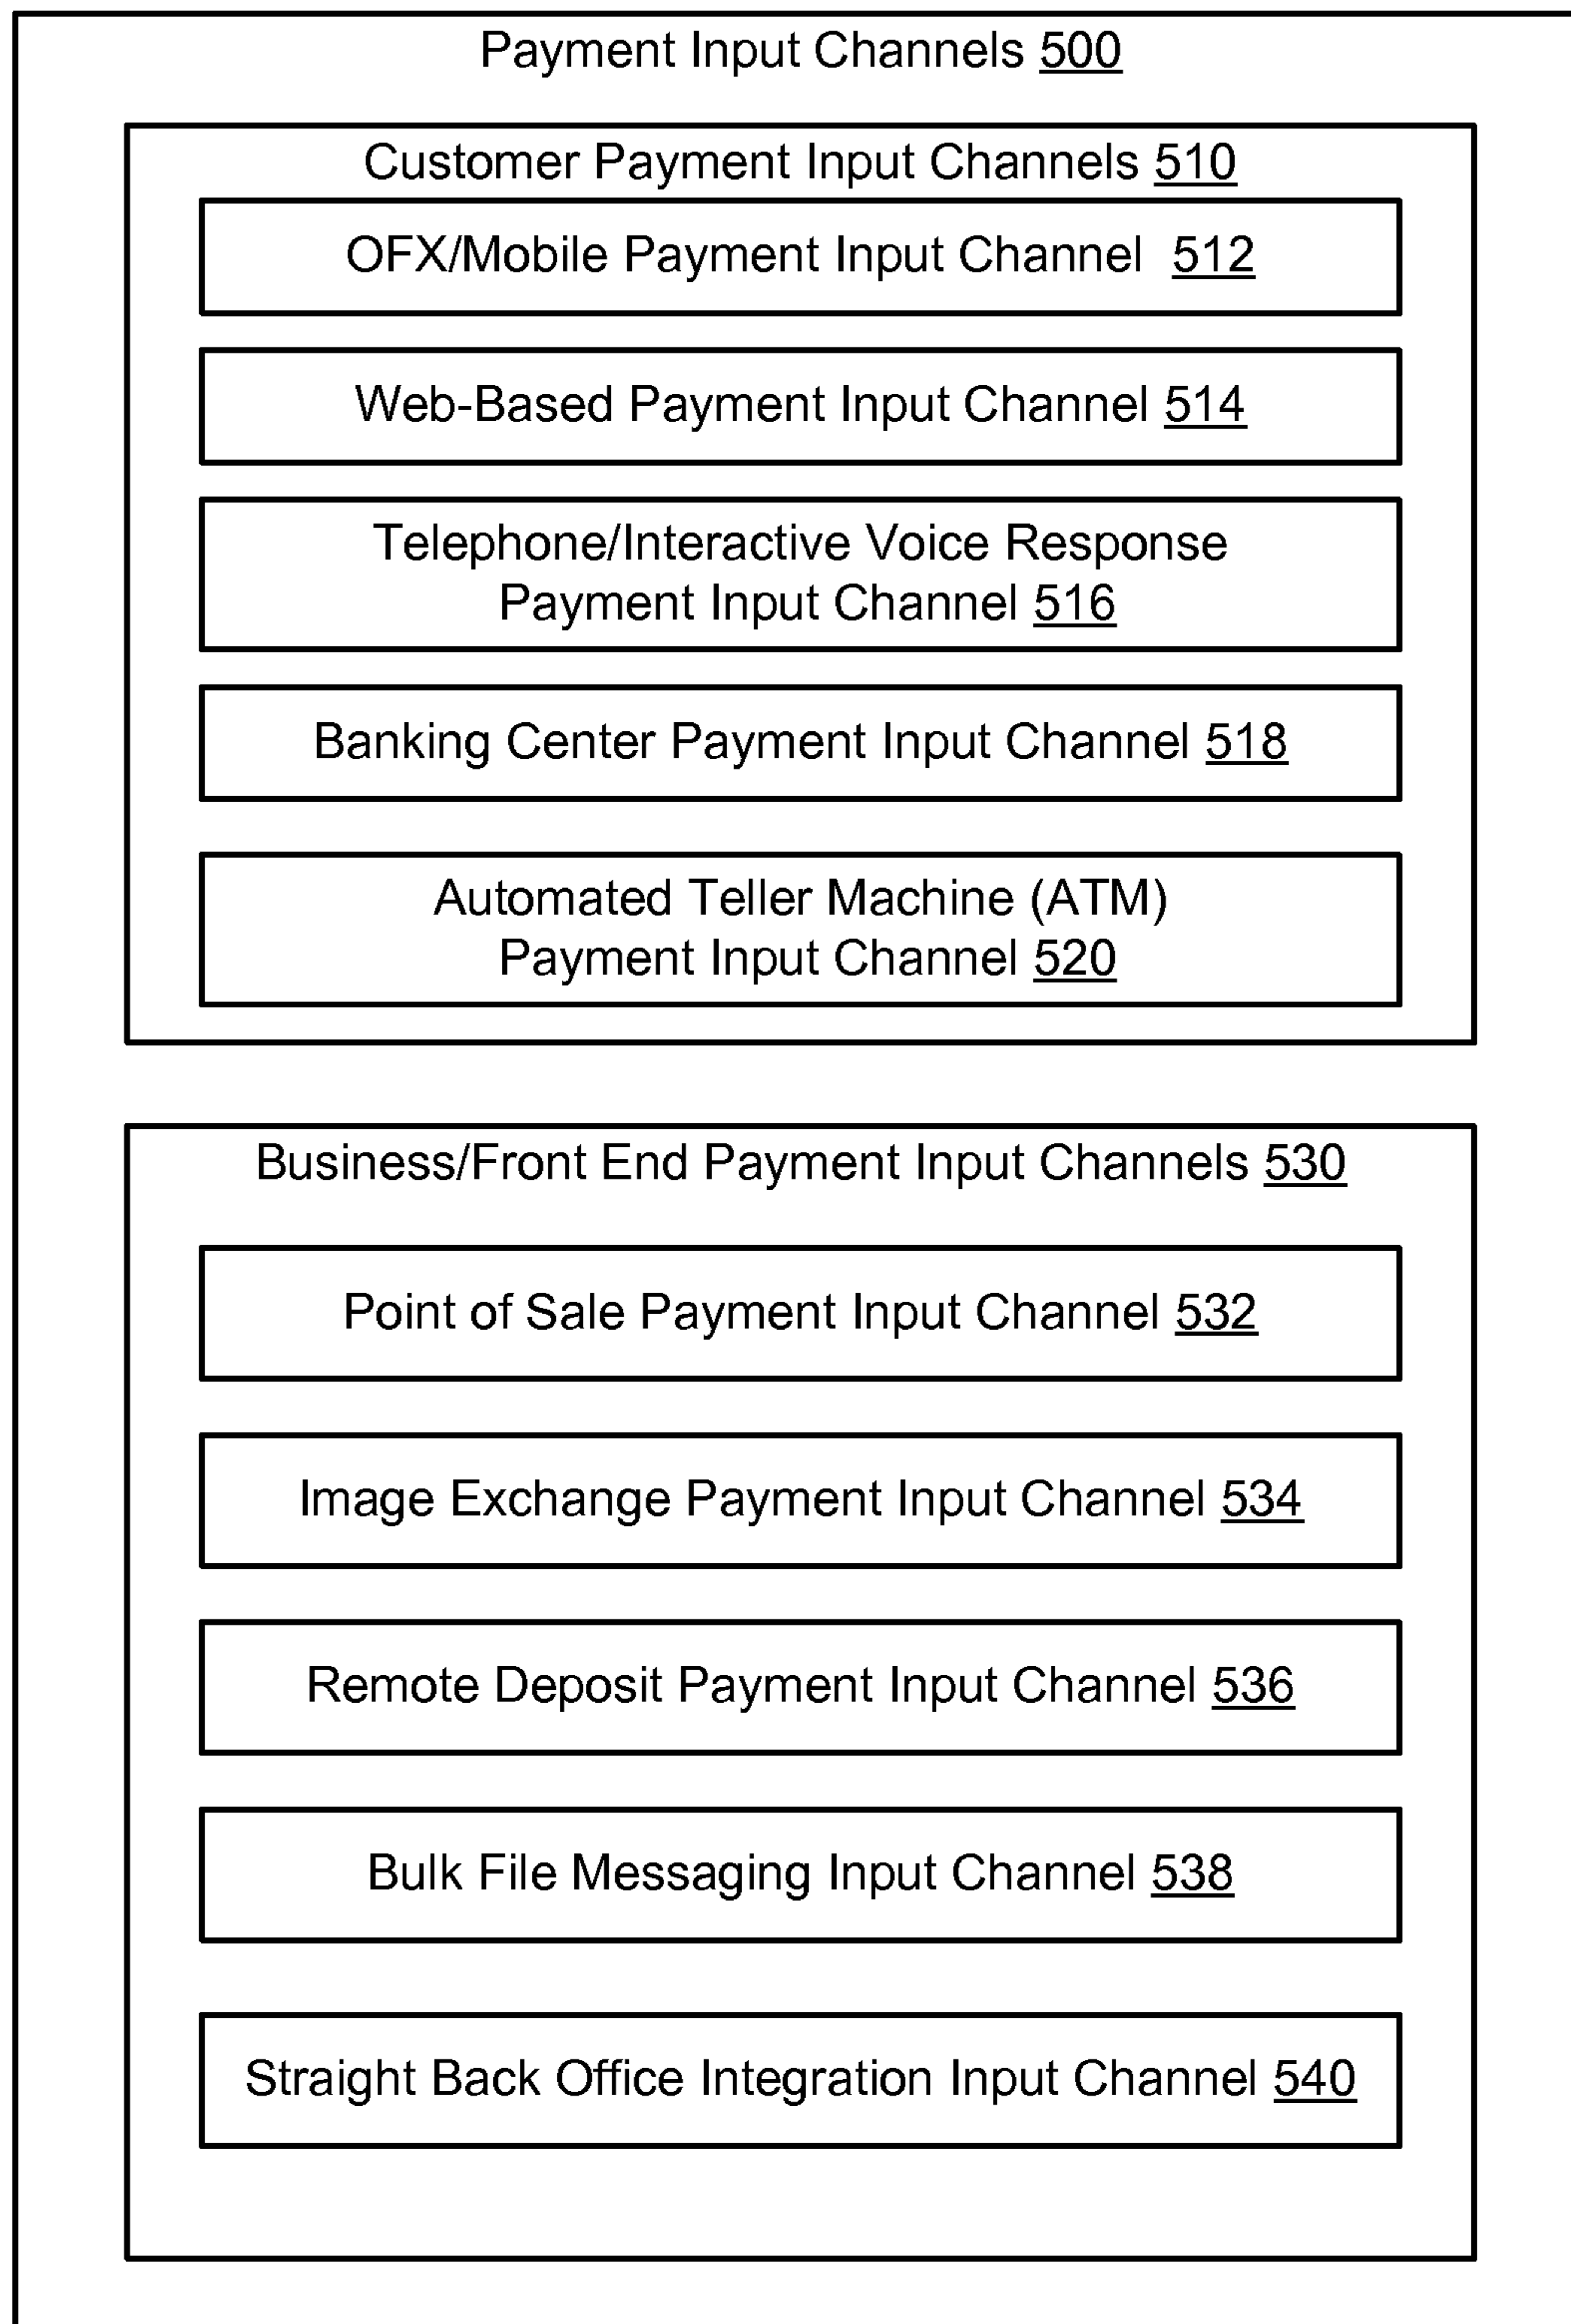 Payment Input Channels 500
Customer Payment Input Channels 510
OFX/Mobile Payment Input Channel 512
Web-Based Payment Input Channel 514
Telephone/Interactive Voice Response
Payment Input Channel 516
Banking Center Payment Input Channel 518
Automated Teller Machine (ATM)
Payment Input Channel 520
Business/Front End Payment Input Channels 530
Point of Sale Payment Input Channel 532
Image Exchange Payment Input Channel 534
Remote Deposit Payment Input Channel 536
Bulk File Messaging Input Channel 538
Straight Back Office Integration Input Channel 540